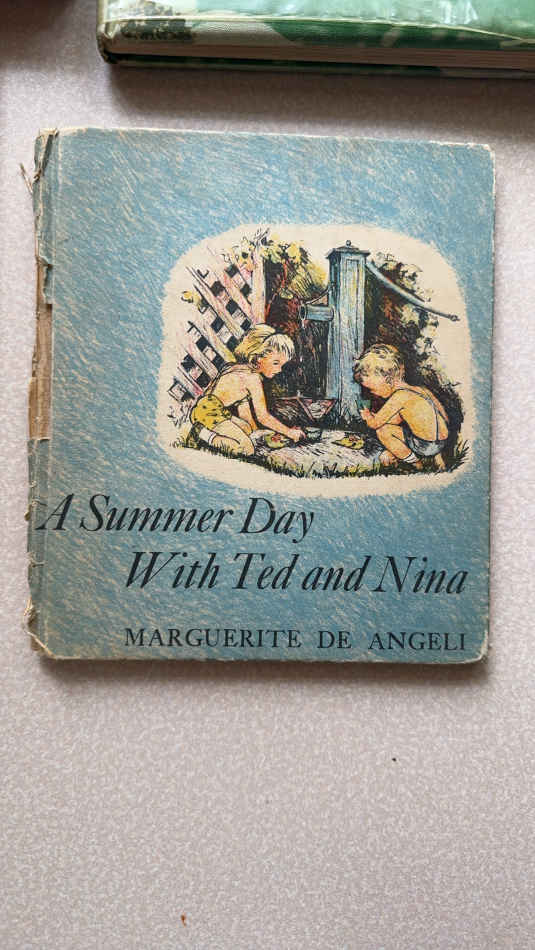 A Summer Day
With Ted and Nina
MARGUERITE DE ANGELI